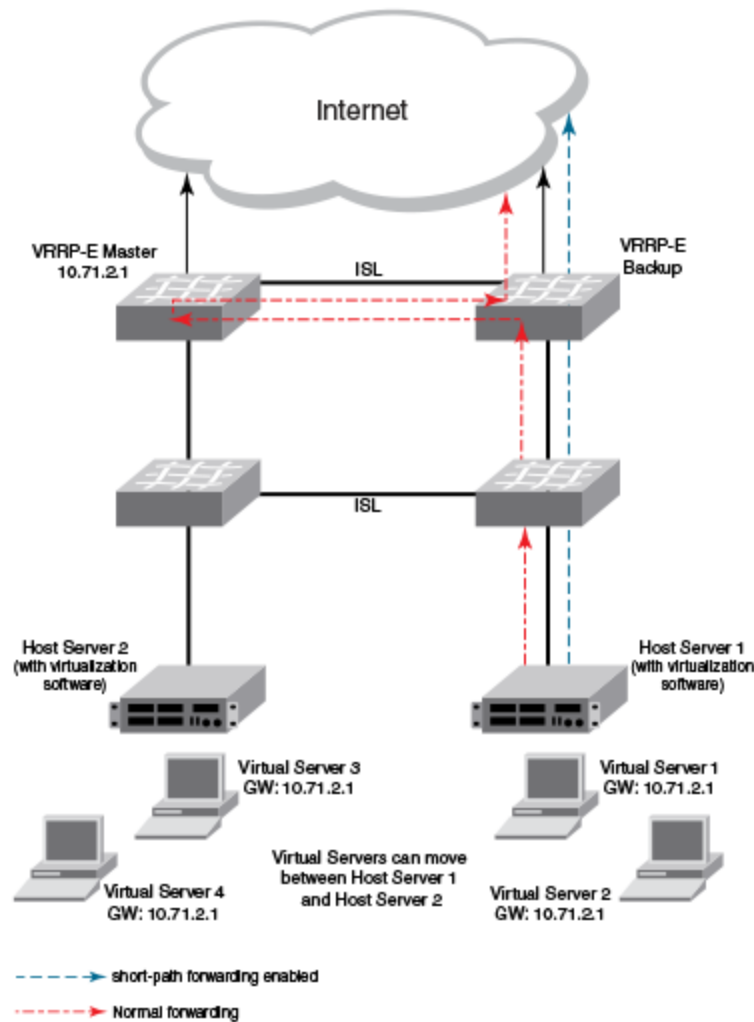 Internet
VRRP-E Master
10.71.2.1
VRRP-E
Backup
ISL
ISL
Host Server 2
(with virtualization
software)
Host Server 1
(with virtualization
software)
Virtual Server 3
GW: 10.71.2.1
Virtual Server 1
GW: 10.71.2.1
Virtual Servers can move
between Host Server 1
and Host Server 2
Virtual Server 4
GW: 10.71.2.1
Virtual Server 2
GW: 10.71.2.1
short-path forwarding enabled
Normal forwarding